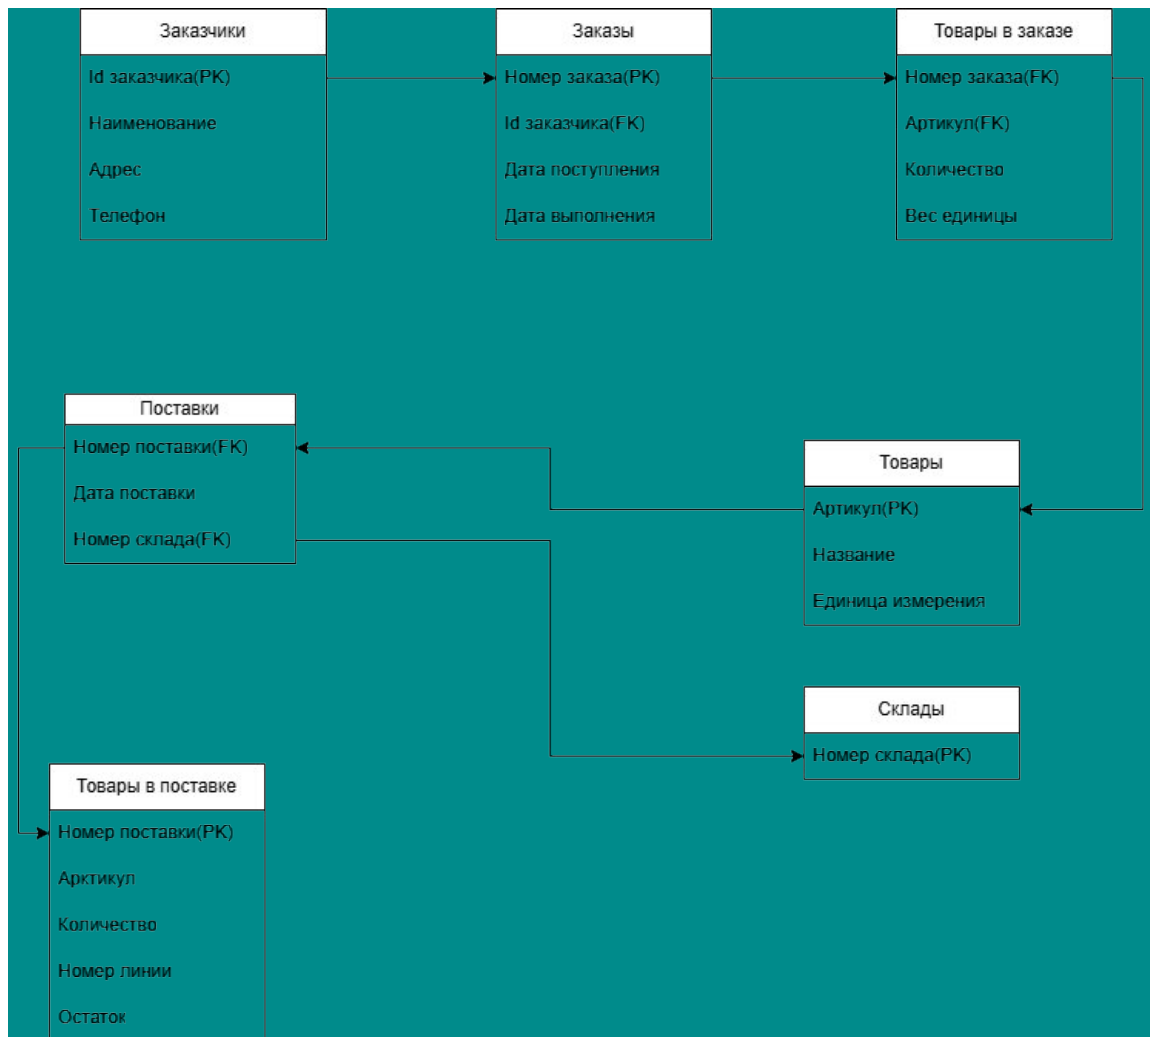 Заказчики
Id заказчика(PK)
Наименование
Адрес
Телефон
Заказы
Номер заказа(PK)
Id заказчика(FK)
Дата поступления
Дата выполнения
Товары в заказе
Номер заказа(FK)
Артикул(FK)
Количество
Вес единицы
Поставки
Номер поставки(FK)
Дата поставки
Номер склада(FK)
Товары
Артикул(PK)
Название
Единица измерения
Склады
Номер склада(PK)
Товары в поставке
Номер поставки(PK)
Арктикул
Количество
Номер линии
Остаток